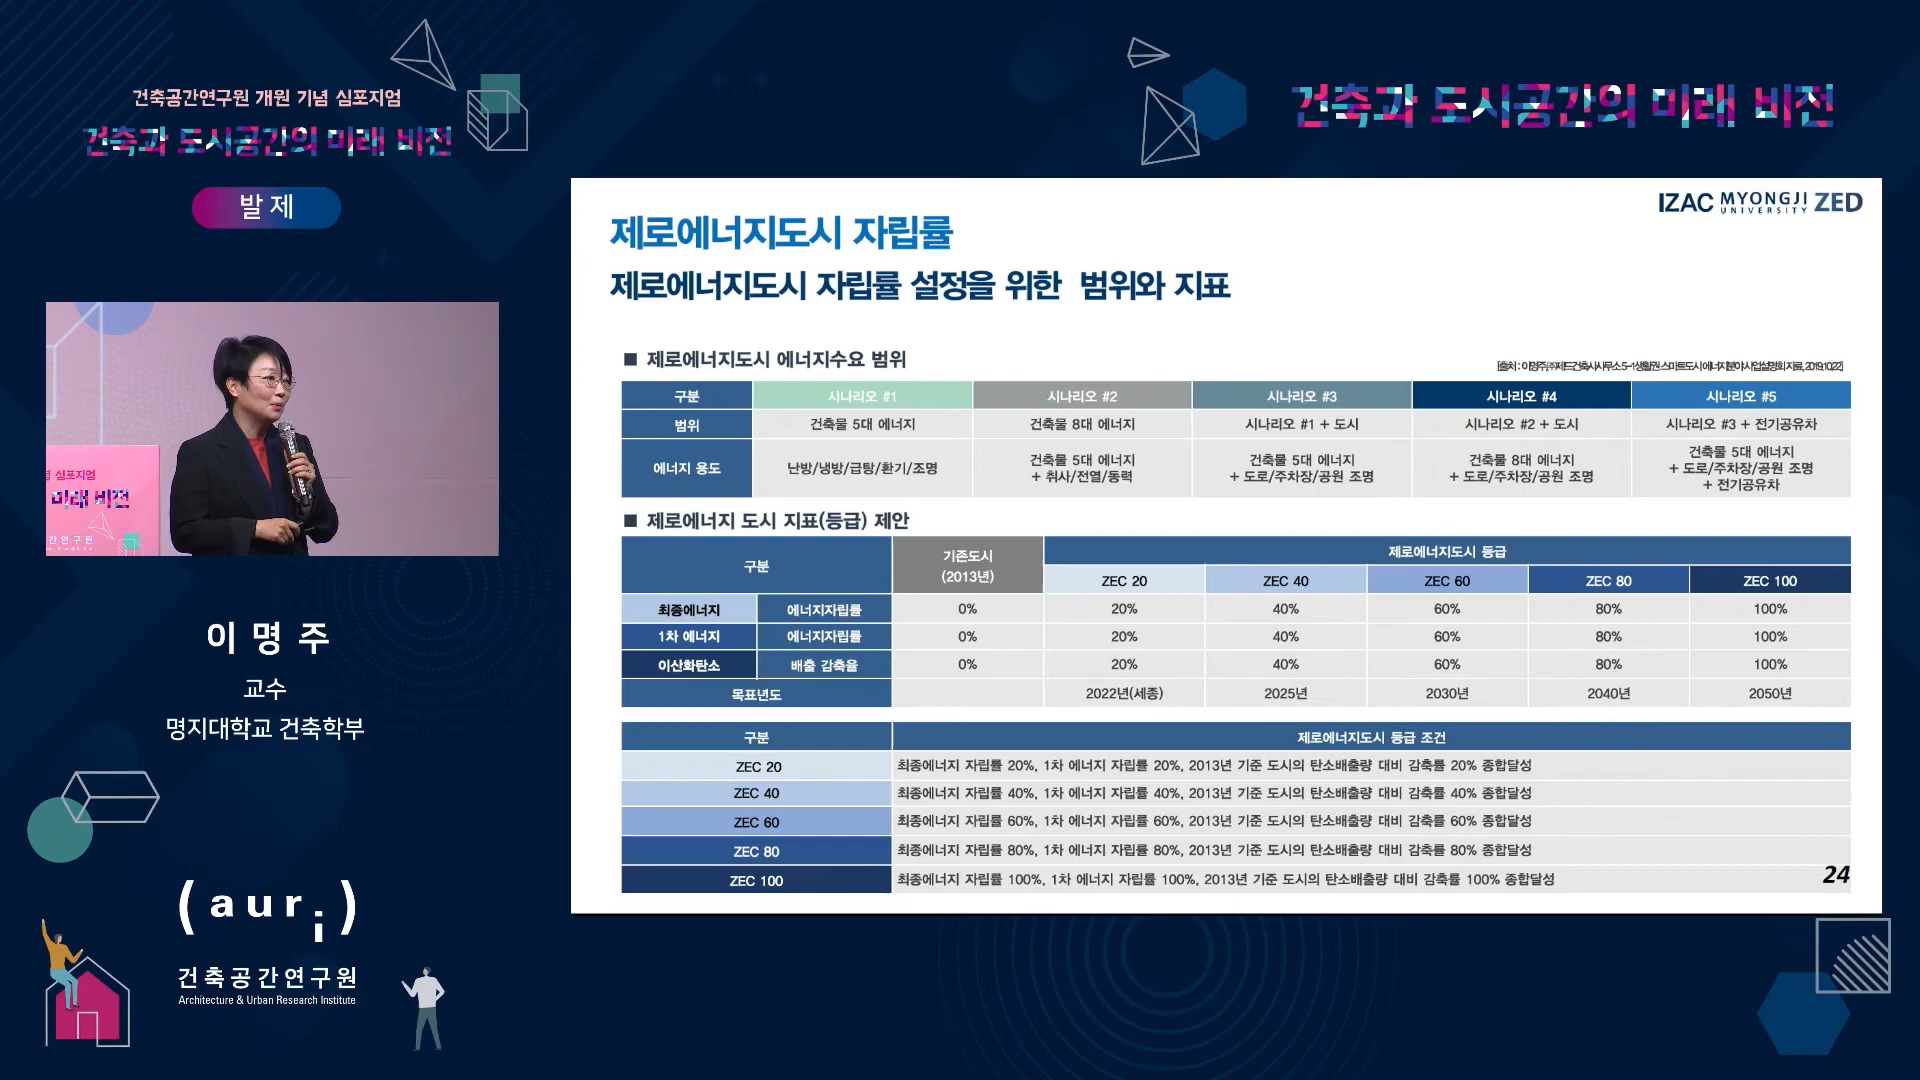 건축공간연구원 개원 기념 심포지엄
건축과 도시공간의 미래 비전
발 제
심포지엄
미래 비전
간연구원
이 명 주
교수
명지대학교 건축학부
(auri)
건축공간연구원
Architecture & Urban Research Institute
건축과 도시공간의 미래 비전
IZAC MYONGJI UNIVERSITY ZED
제로에너지도시 자립률
제로에너지도시 자립률 설정을 위한 범위와 지표
■ 제로에너지도시 에너지수요 범위
구분 시나리오 #1 시나리오 #2 시나리오 #3 시나리오 #4 시나리오 #5
범위 건축물 5대 에너지 건축물 8대 에너지 시나리오 #1 + 도시 시나리오 #2 + 도시 시나리오 #3 + 전기공유차
에너지 용도 난방/냉방/급탕/환기/조명 건축물 5대 에너지 + 취사/전열/동력 건축물 5대 에너지 + 도로/주차장/공원 조명 건축물 8대 에너지 + 도로/주차장/공원 조명 건축물 5대 에너지 + 도로/주차장/공원 조명 + 전기공유차
■ 제로에너지 도시 지표(등급) 제안
구분 기존도시 (2013년) 제로에너지도시 등급
ZEC 20 ZEC 40 ZEC 60 ZEC 80 ZEC 100
최종에너지 에너지자립률 0% 20% 40% 60% 80% 100%
1차 에너지 에너지자립률 0% 20% 40% 60% 80% 100%
이산화탄소 배출 감축율 0% 20% 40% 60% 80% 100%
목표년도 2022년(세종) 2025년 2030년 2040년 2050년
구분 제로에너지도시 등급 조건
ZEC 20 최종에너지 자립률 20%, 1차 에너지 자립률 20%, 2013년 기준 도시의 탄소배출량 대비 감축률 20% 종합달성
ZEC 40 최종에너지 자립률 40%, 1차 에너지 자립률 40%, 2013년 기준 도시의 탄소배출량 대비 감축률 40% 종합달성
ZEC 60 최종에너지 자립률 60%, 1차 에너지 자립률 60%, 2013년 기준 도시의 탄소배출량 대비 감축률 60% 종합달성
ZEC 80 최종에너지 자립률 80%, 1차 에너지 자립률 80%, 2013년 기준 도시의 탄소배출량 대비 감축률 80% 종합달성
ZEC 100 최종에너지 자립률 100%, 1차 에너지 자립률 100%, 2013년 기준 도시의 탄소배출량 대비 감축률 100% 종합달성
24